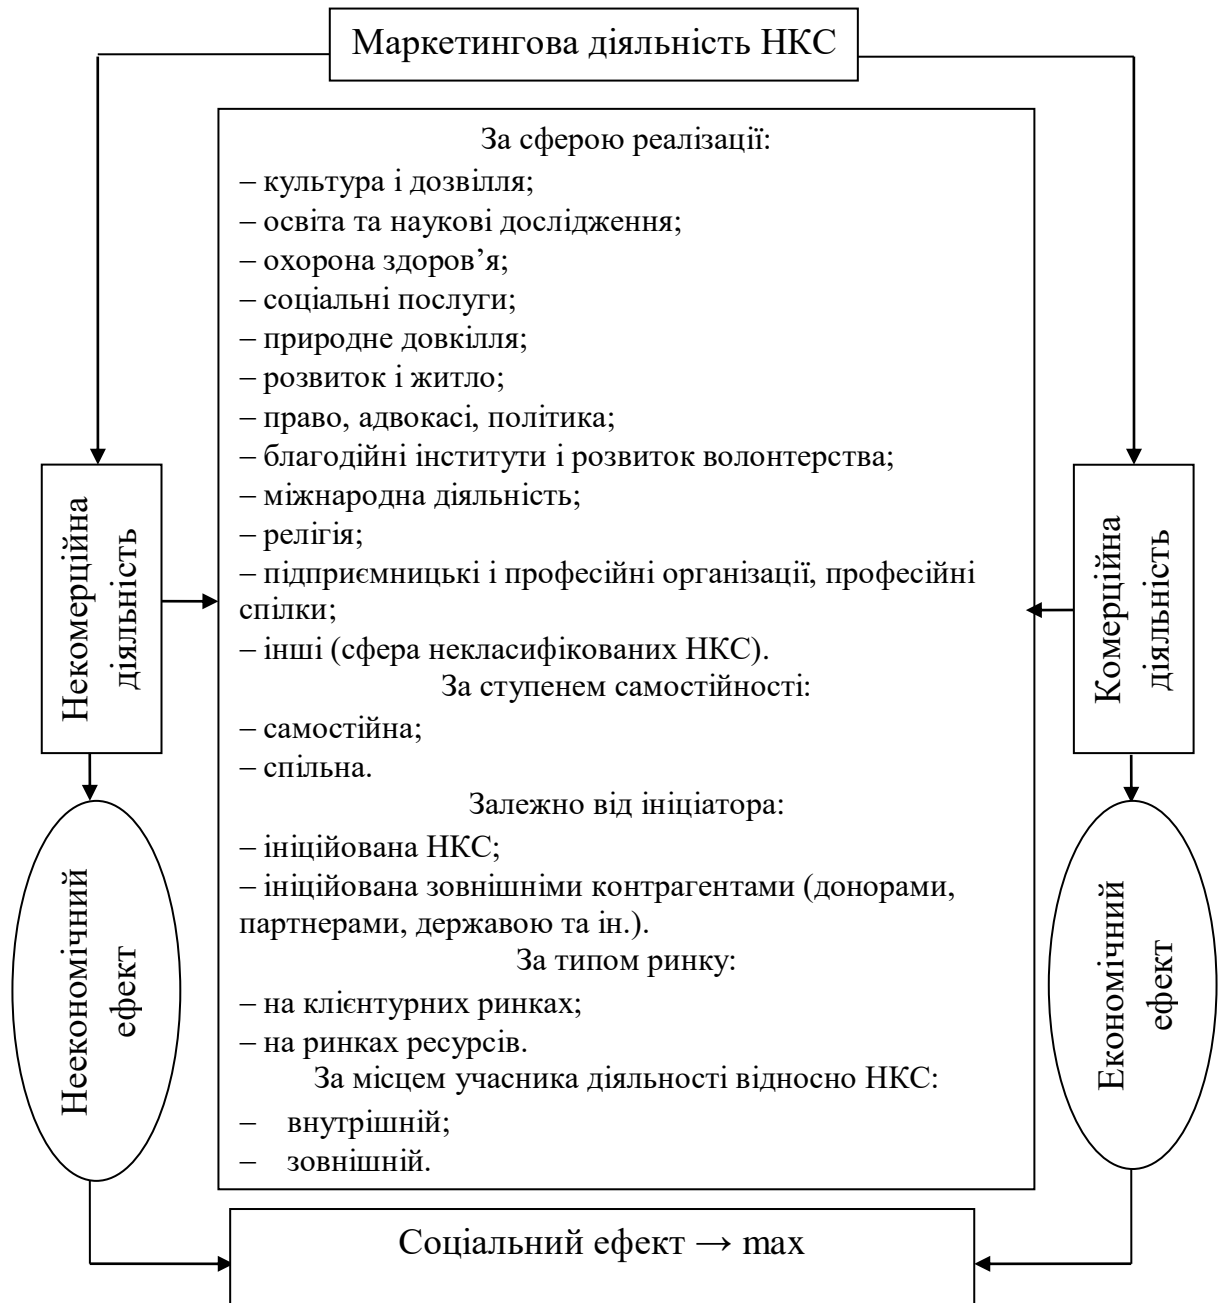 Маркетингова діяльність НКС
За сферою реалізації:
– культура і дозвілля;
– освіта та наукові дослідження;
– охорона здоров’я;
– соціальні послуги;
– природне довкілля;
– розвиток і житло;
– право, адвокасі, політика;
– благодійні інститути і розвиток волонтерства;
– міжнародна діяльність;
– релігія;
– підприємницькі і професійні організації, професійні
спілки;
– інші (сфера некласифікованих НКС).
За ступенем самостійності:
– самостійна;
– спільна.
Залежно від ініціатора:
– ініційована НКС;
– ініційована зовнішніми контрагентами (донорами,
партнерами, державою та ін.).
За типом ринку:
– на клієнтурних ринках;
– на ринках ресурсів.
За місцем учасника діяльності відносно НКС:
– внутрішній;
– зовнішній.
Некомерційна
діяльність
Комерційна
діяльність
Неекономічний
ефект
Економічний
ефект
Соціальний ефект → max